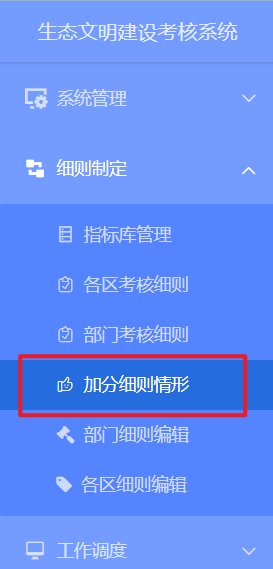 生态文明建设考核系统
系统管理
细则制定
指标库管理
各区考核细则
部门考核细则
加分细则情形
部门细则编辑
各区细则编辑
工作调度